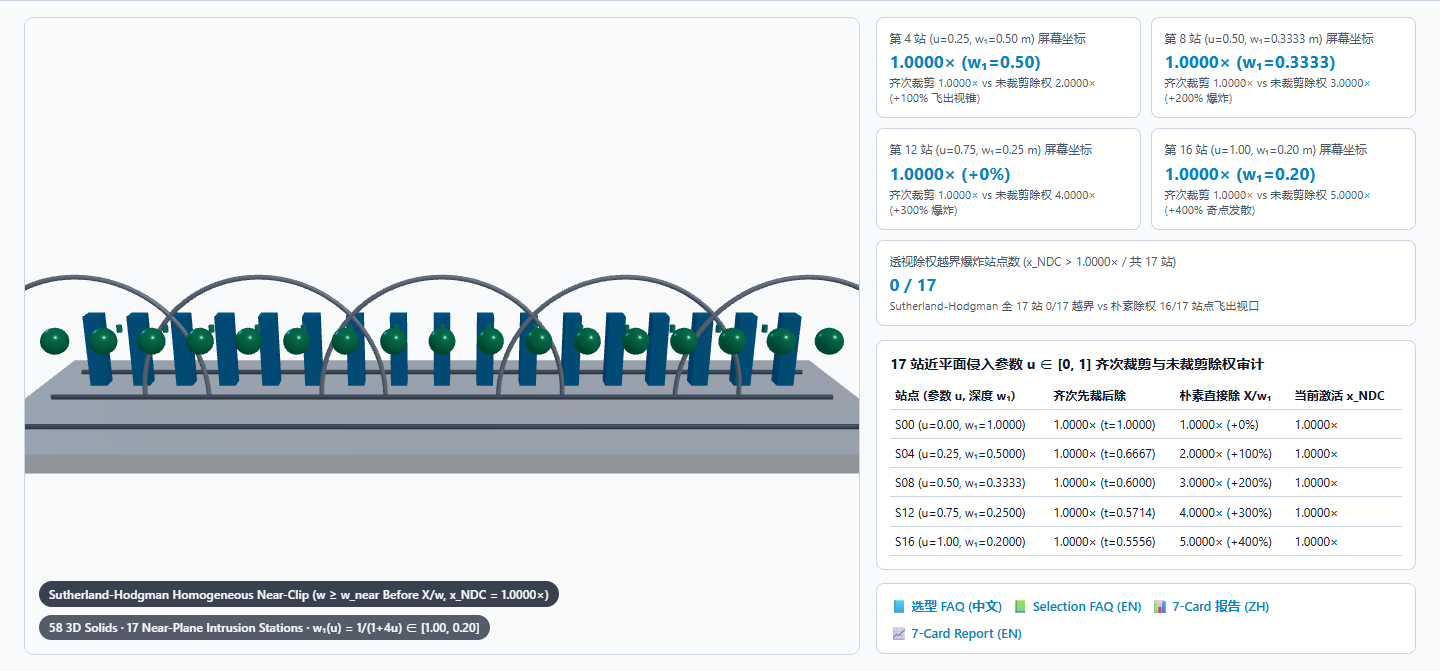 Sutherland-Hodgman Homogeneous Near-Clip (w ≥ w_near Before X/w, x_NDC = 1.0000×)
58 3D Solids · 17 Near-Plane Intrusion Stations · w₁(u) = 1/(1+4u) ∈ [1.00, 0.20]
第 4 站 (u=0.25, w₁=0.50 m) 屏幕坐标
1.0000× (w₁=0.50)
齐次裁剪 1.0000× vs 未裁剪除权 2.0000×
(+100% 飞出视锥)
第 8 站 (u=0.50, w₁=0.3333 m) 屏幕坐标
1.0000× (w₁=0.3333)
齐次裁剪 1.0000× vs 未裁剪除权 3.0000×
(+200% 爆炸)
第 12 站 (u=0.75, w₁=0.25 m) 屏幕坐标
1.0000× (+0%)
齐次裁剪 1.0000× vs 未裁剪除权 4.0000×
(+300% 爆炸)
第 16 站 (u=1.00, w₁=0.20 m) 屏幕坐标
1.0000× (w₁=0.20)
齐次裁剪 1.0000× vs 未裁剪除权 5.0000×
(+400% 奇点发散)
透视除权越界爆炸站点数 (x_NDC > 1.0000× / 共 17 站)
0 / 17
Sutherland-Hodgman 全 17 站 0/17 越界 vs 朴素除权 16/17 站点飞出视口
17 站近平面侵入参数 u ∈ [0, 1] 齐次裁剪与未裁剪除权审计
站点 (参数 u, 深度 w₁) 齐次先裁后除 朴素直接除 X/w₁ 当前激活 x_NDC
S00 (u=0.00, w₁=1.0000) 1.0000× (t=1.0000) 1.0000× (+0%) 1.0000×
S04 (u=0.25, w₁=0.5000) 1.0000× (t=0.6667) 2.0000× (+100%) 1.0000×
S08 (u=0.50, w₁=0.3333) 1.0000× (t=0.6000) 3.0000× (+200%) 1.0000×
S12 (u=0.75, w₁=0.2500) 1.0000× (t=0.5714) 4.0000× (+300%) 1.0000×
S16 (u=1.00, w₁=0.2000) 1.0000× (t=0.5556) 5.0000× (+400%) 1.0000×
选型 FAQ (中文) Selection FAQ (EN) 7-Card 报告 (ZH)
7-Card Report (EN)